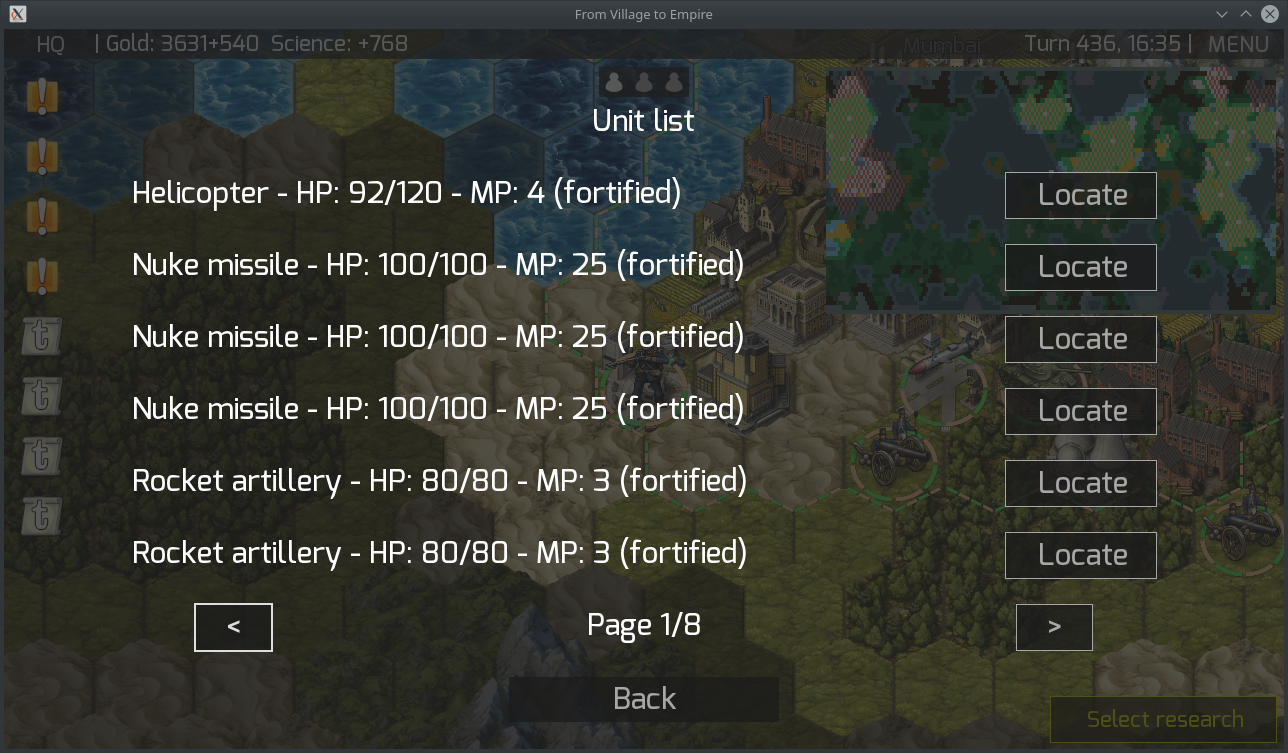 From Village to Empire
HQ | Gold: 3631+540 Science: +768 Mumbai Turn 436, 16:35 | MENU
Unit list
Helicopter - HP: 92/120 - MP: 4 (fortified) Locate
Nuke missile - HP: 100/100 - MP: 25 (fortified) Locate
Nuke missile - HP: 100/100 - MP: 25 (fortified) Locate
Nuke missile - HP: 100/100 - MP: 25 (fortified) Locate
Rocket artillery - HP: 80/80 - MP: 3 (fortified) Locate
Rocket artillery - HP: 80/80 - MP: 3 (fortified) Locate
< Page 1/8 >
Back
Select research